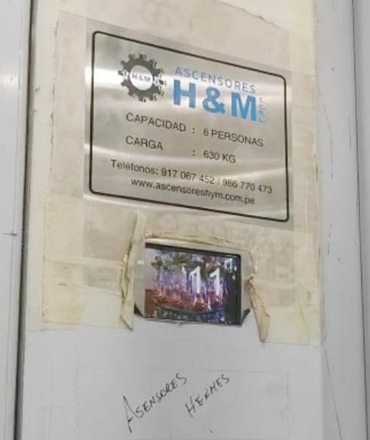 H&M
ASCENSORES
H&M
CAPACIDAD : 8 PERSONAS.
CARGA : 630 KG
Teléfonos: 917 067 452 / 986 770 473
www.ascensoreshym.com.pe
11
ASENSORES HERMES